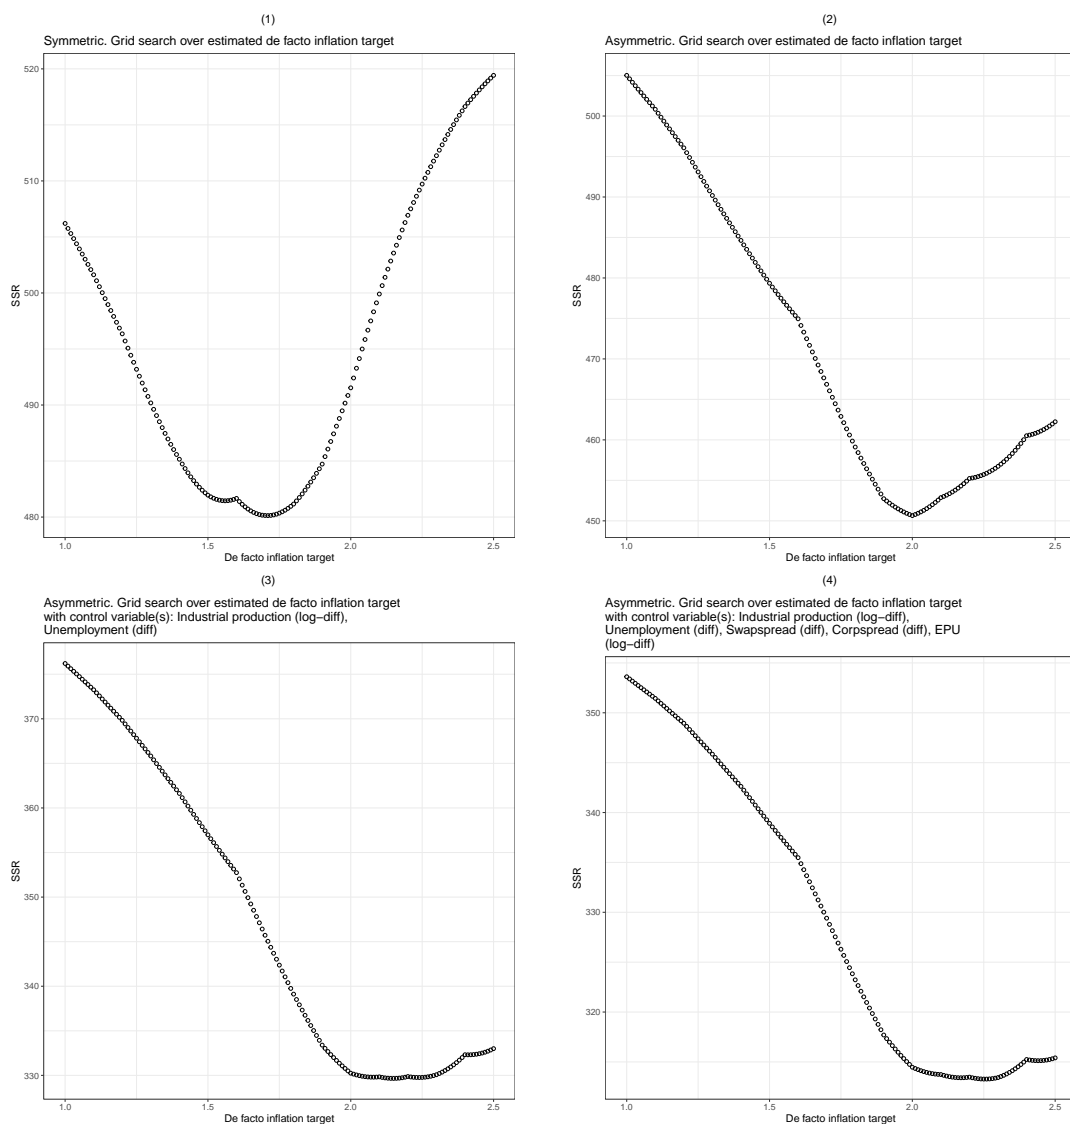 (1)
Symmetric. Grid search over estimated de facto inflation target
520
510
500
490
480
SSR
1.0 1.5 2.0 2.5
De facto inflation target
(2)
Asymmetric. Grid search over estimated de facto inflation target
500
490
480
470
460
450
SSR
1.0 1.5 2.0 2.5
De facto inflation target
(3)
Asymmetric. Grid search over estimated de facto inflation target
with control variable(s): Industrial production (log−diff),
Unemployment (diff)
370
360
350
340
330
SSR
1.0 1.5 2.0 2.5
De facto inflation target
(4)
Asymmetric. Grid search over estimated de facto inflation target
with control variable(s): Industrial production (log−diff),
Unemployment (diff), Swapspread (diff), Corpspread (diff), EPU
(log−diff)
350
340
330
320
SSR
1.0 1.5 2.0 2.5
De facto inflation target